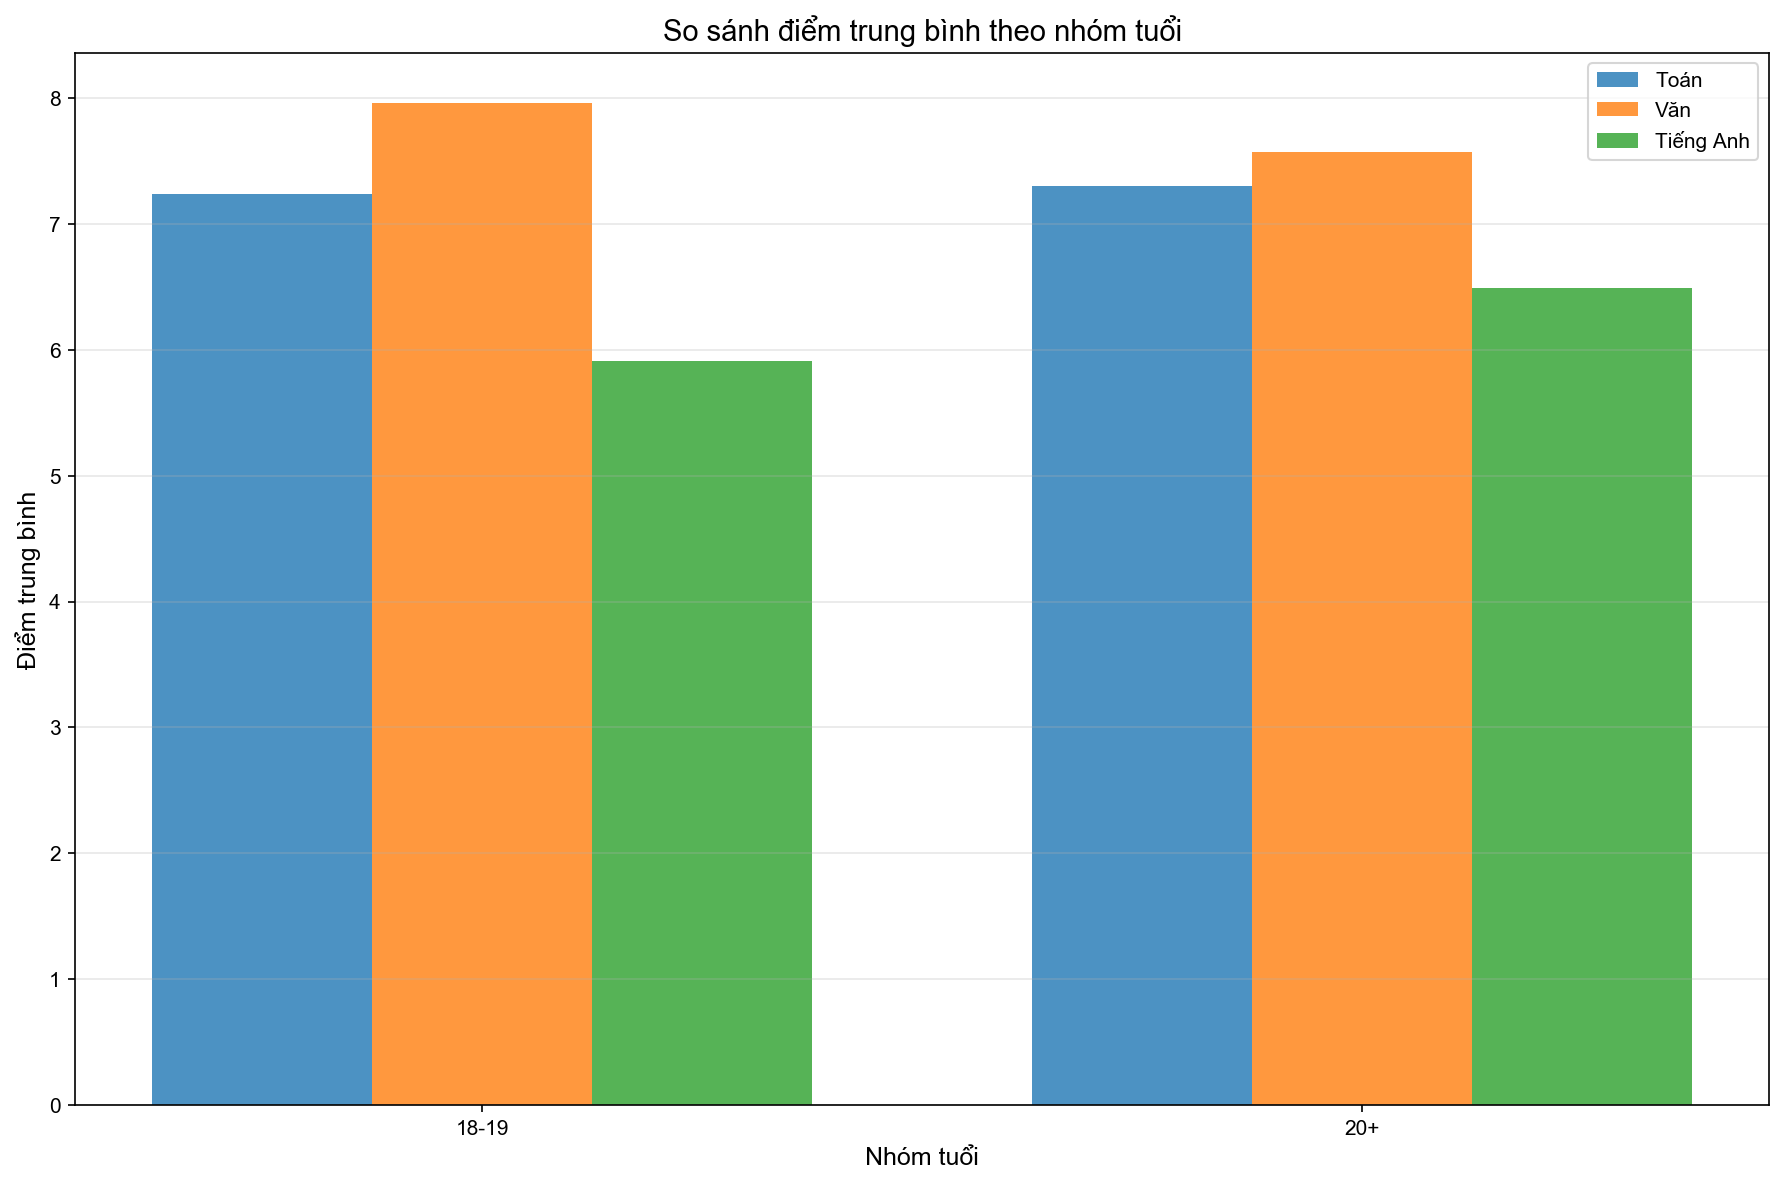 So sánh điểm trung bình theo nhóm tuổi
Toán
Văn
Tiếng Anh
Điểm trung bình
8
7
6
5
4
3
2
1
0
18-19
20+
Nhóm tuổi